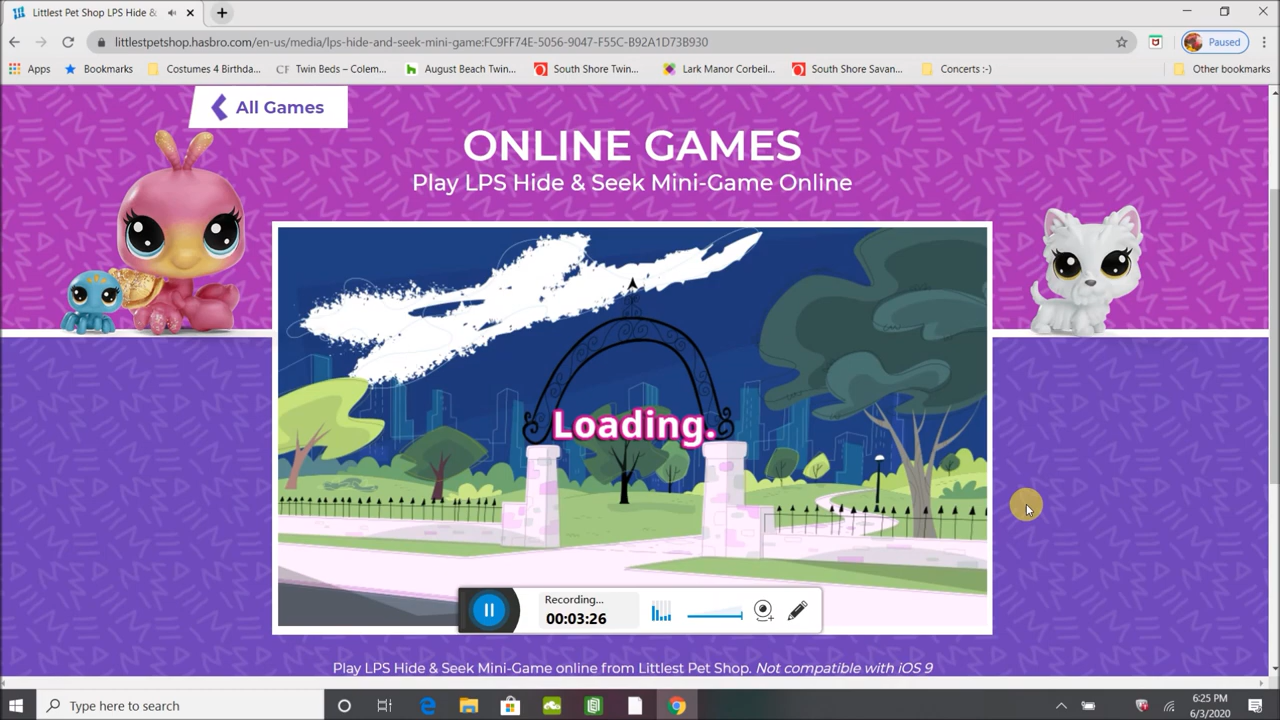 Littlest Pet Shop LPS Hide &
littlestpetshop.hasbro.com/en-us/media/lps-hide-and-seek-mini-game:FC9FF74E-5056-9047-F55C-B92A1D73B930
Paused
Apps
Bookmarks
Costumes 4 Birthda...
CF Twin Beds – Colem...
August Beach Twin...
South Shore Twin...
Lark Manor Corbeil...
South Shore Savan...
Concerts :-)
Other bookmarks
All Games
ONLINE GAMES
Play LPS Hide & Seek Mini-Game Online
Loading.
Recording...
00:03:26
Play LPS Hide & Seek Mini-Game online from Littlest Pet Shop. Not compatible with iOS 9
Type here to search
6:25 PM
6/3/2020